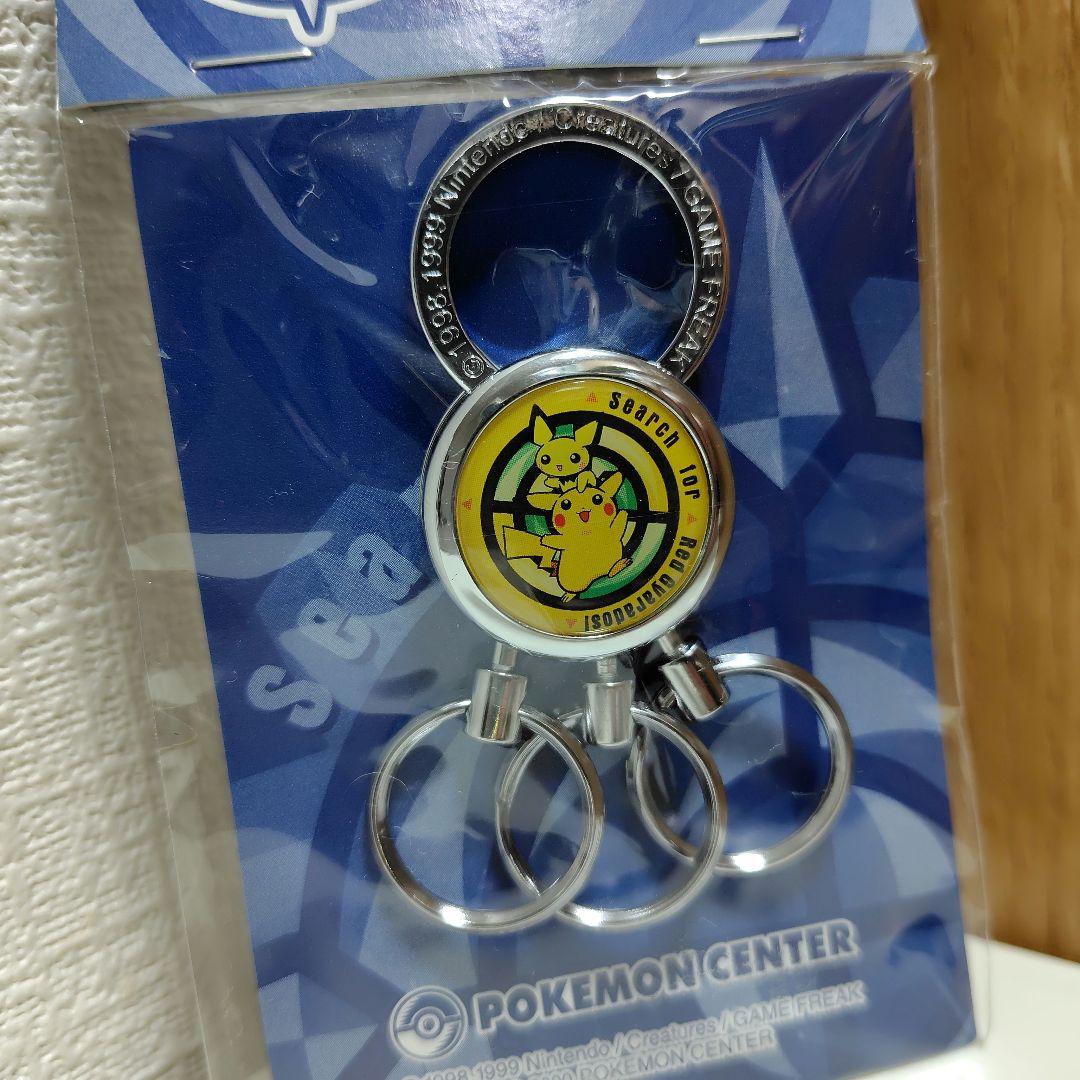 ©1998.1999 Nintendo / Creatures / GAME FREAK
Search for
Red Gyarados!
Sea
POKEMON CENTER
©1998.1999 Nintendo / Creatures / GAME FREAK
POKEMON CENTER